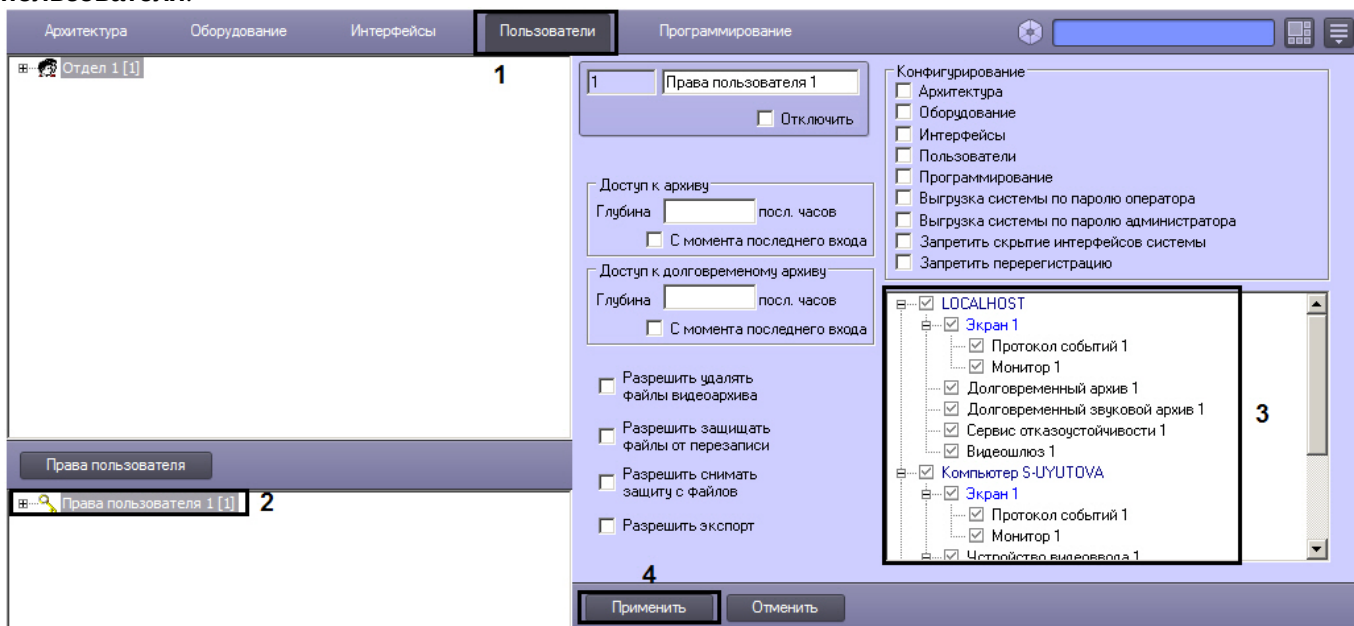 пользователя.
Архитектура Оборудование Интерфейсы Пользователи Программирование
Отдел 1 [1]
1
1 Права пользователя 1
Отключить
Доступ к архиву
Глубина посл. часов
С момента последнего входа
Доступ к долговременому архиву
Глубина посл. часов
С момента последнего входа
Разрешить удалять
файлы видеоархива
Разрешить защищать
файлы от перезаписи
Разрешить снимать
защиту с файлов
Разрешить экспорт
Конфигурирование
Архитектура
Оборудование
Интерфейсы
Пользователи
Программирование
Выгрузка системы по паролю оператора
Выгрузка системы по паролю администратора
Запретить скрытие интерфейсов системы
Запретить перерегистрацию
LOCALHOST
Экран 1
Протокол событий 1
Монитор 1
Долговременный архив 1
Долговременный звуковой архив 1
Сервис отказоустойчивости 1
Видеошлюз 1
Компьютер S-UYUTOVA
Экран 1
Протокол событий 1
Монитор 1
Устройство видеоввода 1
3
Права пользователя
Права пользователя 1 [1]
2
4
Применить Отменить